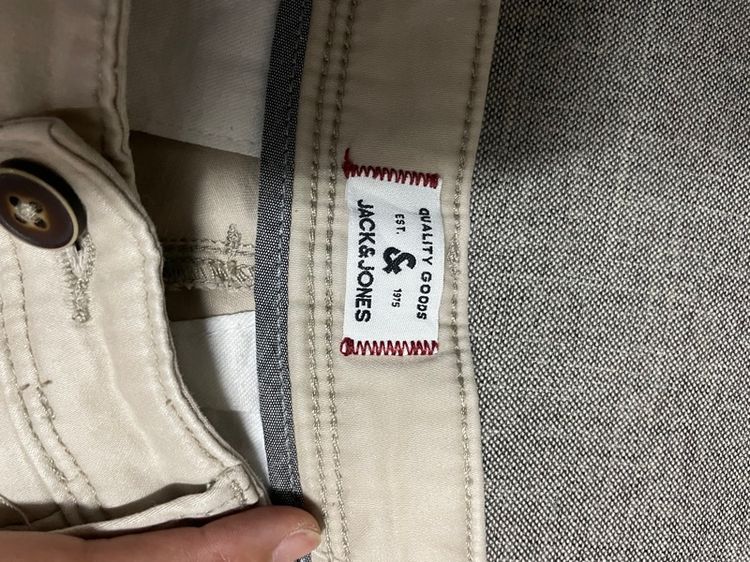 QUALITY GOODS
EST. & 1975
JACK&JONES